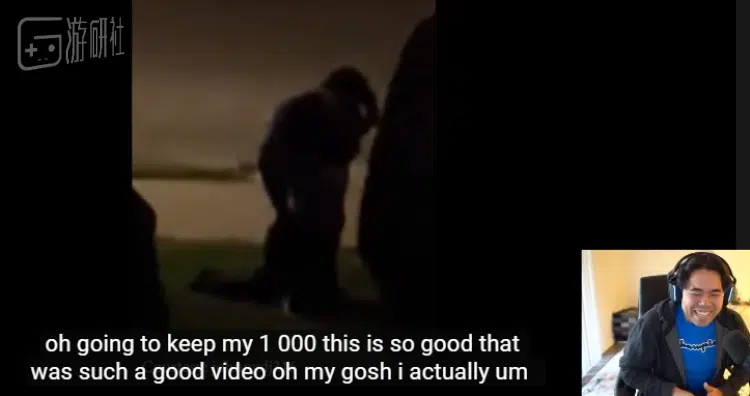 游研社
oh going to keep my 1 000 this is so good that
was such a good video oh my gosh i actually um